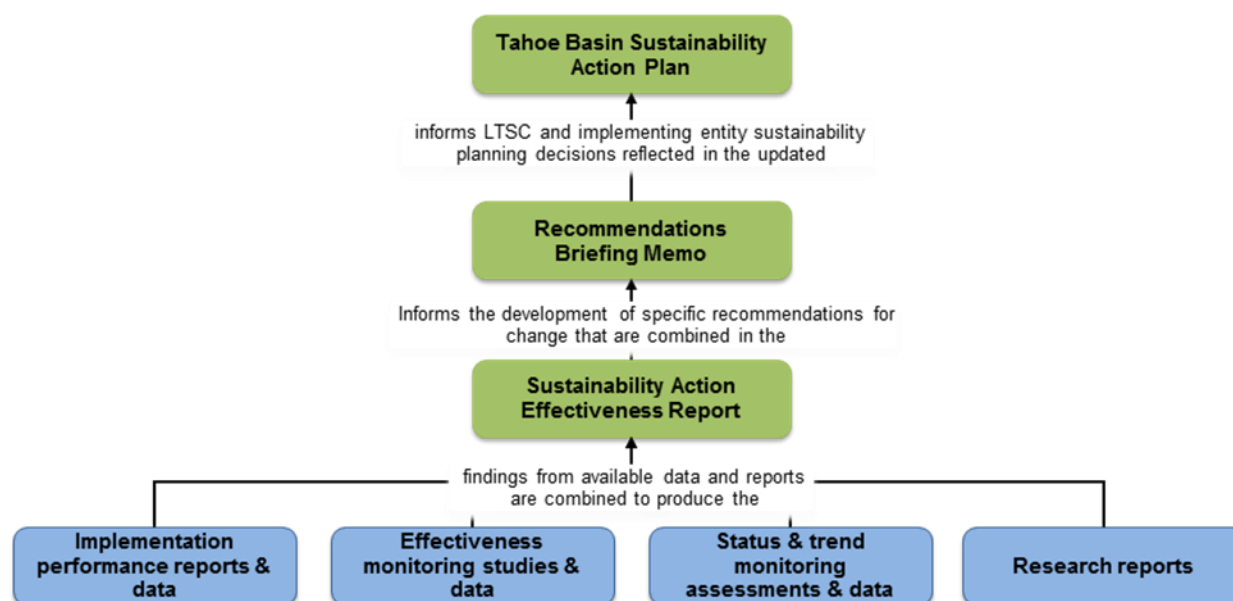 Tahoe Basin Sustainability
Action Plan
informs LTSC and implementing entity sustainability
planning decisions reflected in the updated
Recommendations
Briefing Memo
Informs the development of specific recommendations for
change that are combined in the
Sustainability Action
Effectiveness Report
findings from available data and reports
are combined to produce the
Implementation
performance reports &
data
Effectiveness
monitoring studies &
data
Status & trend
monitoring
assessments & data
Research reports